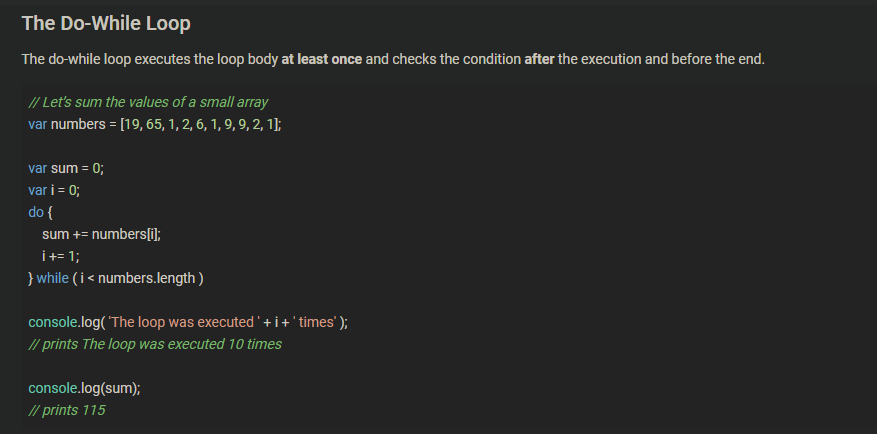 The Do-While Loop
The do-while loop executes the loop body at least once and checks the condition after the execution and before the end.
// Let's sum the values of a small array
var numbers = [19, 65, 1, 2, 6, 1, 9, 9, 2, 1];
var sum = 0;
var i = 0;
do {
sum += numbers[i];
i += 1;
} while ( i < numbers.length )
console.log( 'The loop was executed ' + i + ' times' );
// prints The loop was executed 10 times
console.log(sum);
// prints 115